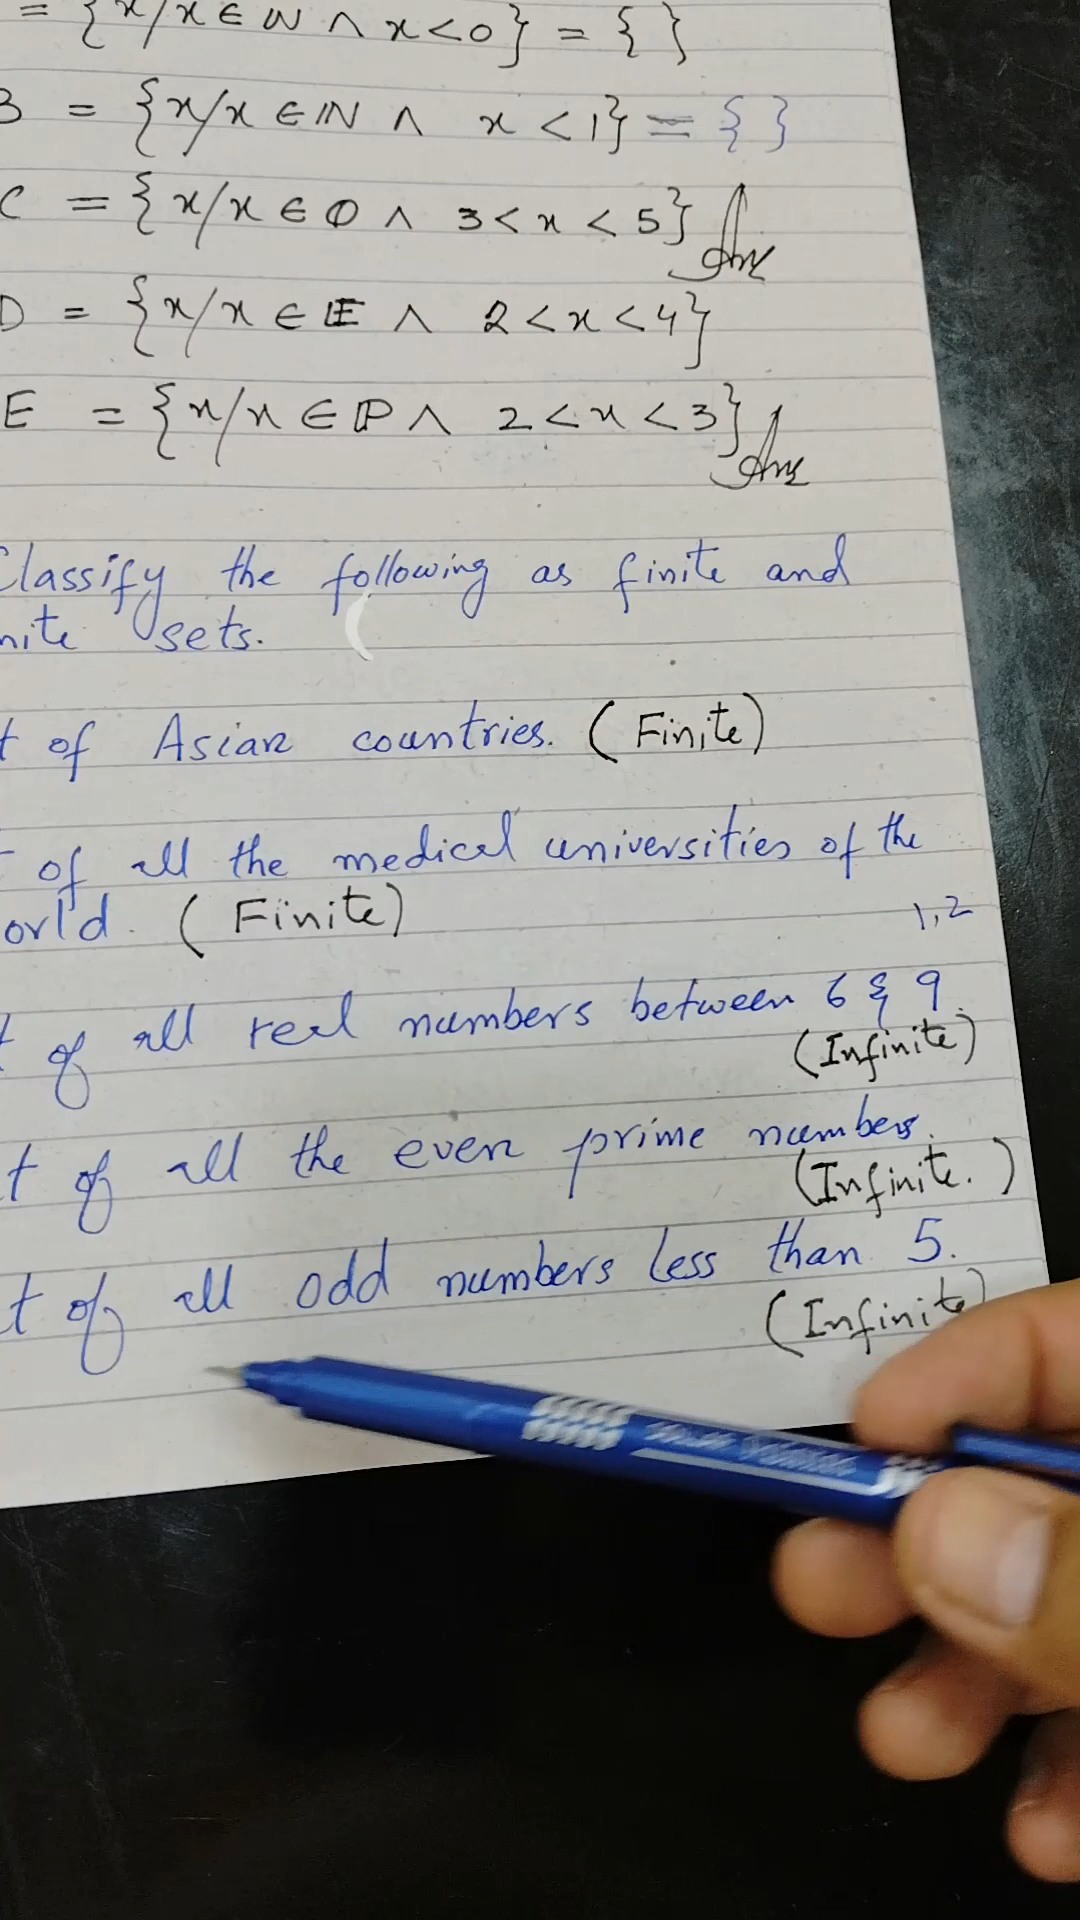 = {x/x ∈ W ∧ x<0} = { }
B = {x/x ∈ IN ∧ x < 1} = { }
C = {x/x ∈ O ∧ 3 < x < 5} Ans
D = {x/x ∈ E ∧ 2 < x < 4}
E = {x/x ∈ P ∧ 2 < x < 3} Ans
Classify the following as finite and
nite sets.
t of Asian countries. (Finite)
of all the medical universities of the
orld. (Finite)
1,2
t of all real numbers between 6 & 9.
(Infinite)
t of all the even prime numbers.
(Infinite.)
t of all odd numbers less than 5.
(Infinite)